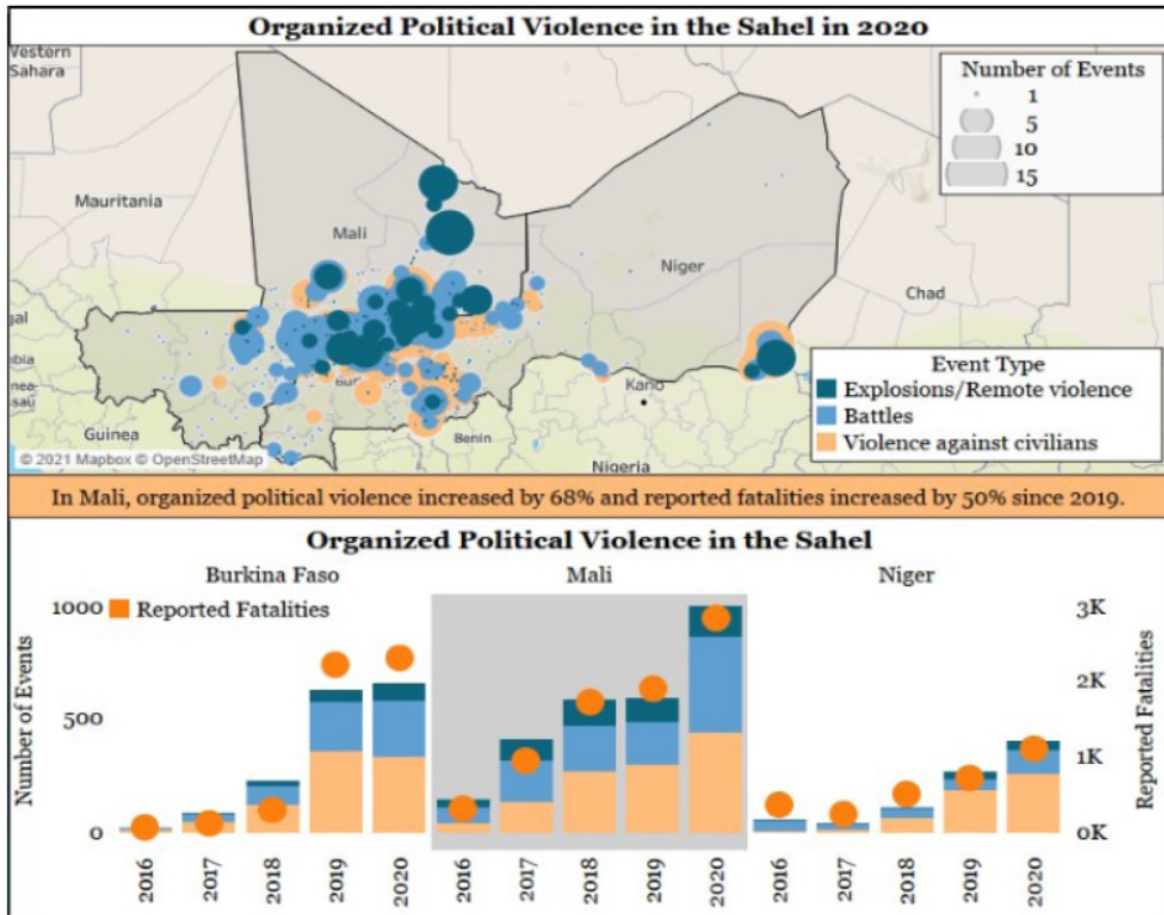 Organized Political Violence in the Sahel in 2020
Western
Sahara
Number of Events
1
5
10
15
Mauritania
Mali
Niger
Chad
Event Type
Explosions/Remote violence
Battles
Violence against civilians
Kano
Guinea
Benin
Nigeria
© 2021 Mapbox © OpenStreetMap
In Mali, organized political violence increased by 68% and reported fatalities increased by 50% since 2019.
Organized Political Violence in the Sahel
Burkina Faso
Mali
Niger
Reported Fatalities
Number of Events
1000
500
0
3K
2K
1K
0K
Reported Fatalities
2016
2017
2018
2019
2020
2016
2017
2018
2019
2020
2016
2017
2018
2019
2020